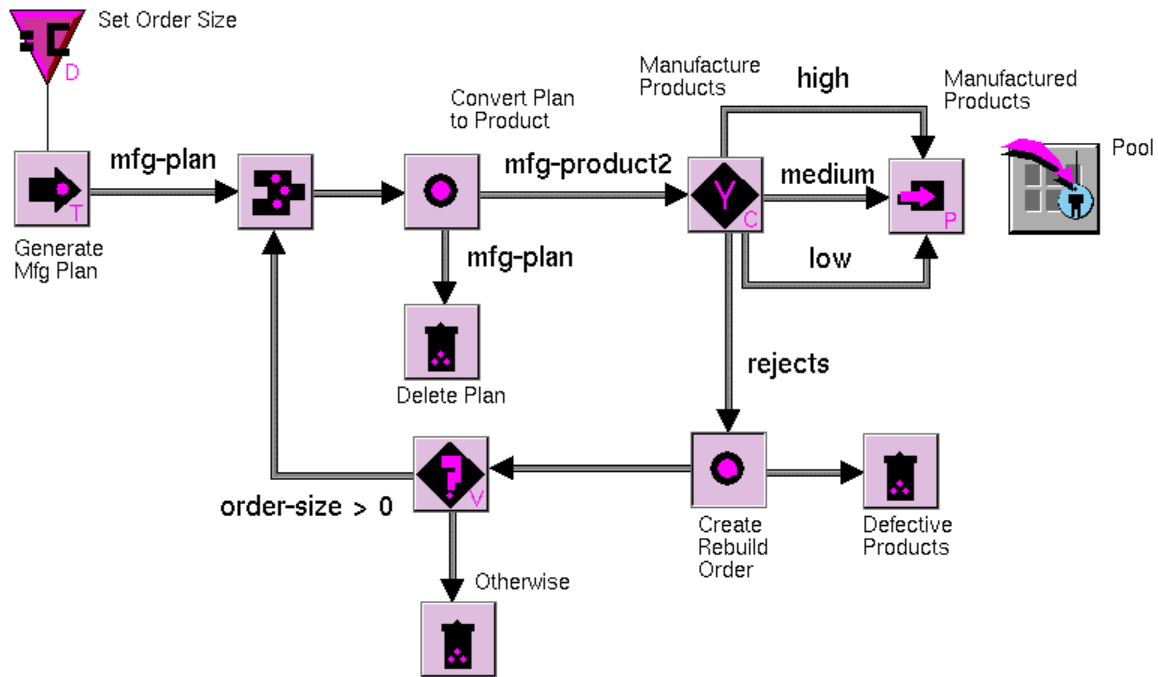 Set Order Size
D
Manufacture
Products
high
Manufactured
Products
Convert Plan
to Product
Pool
mfg-plan
mfg-product2
medium
T
C
P
Generate
Mfg Plan
mfg-plan
low
Delete Plan
rejects
V
order-size > 0
Create
Rebuild
Order
Defective
Products
Otherwise